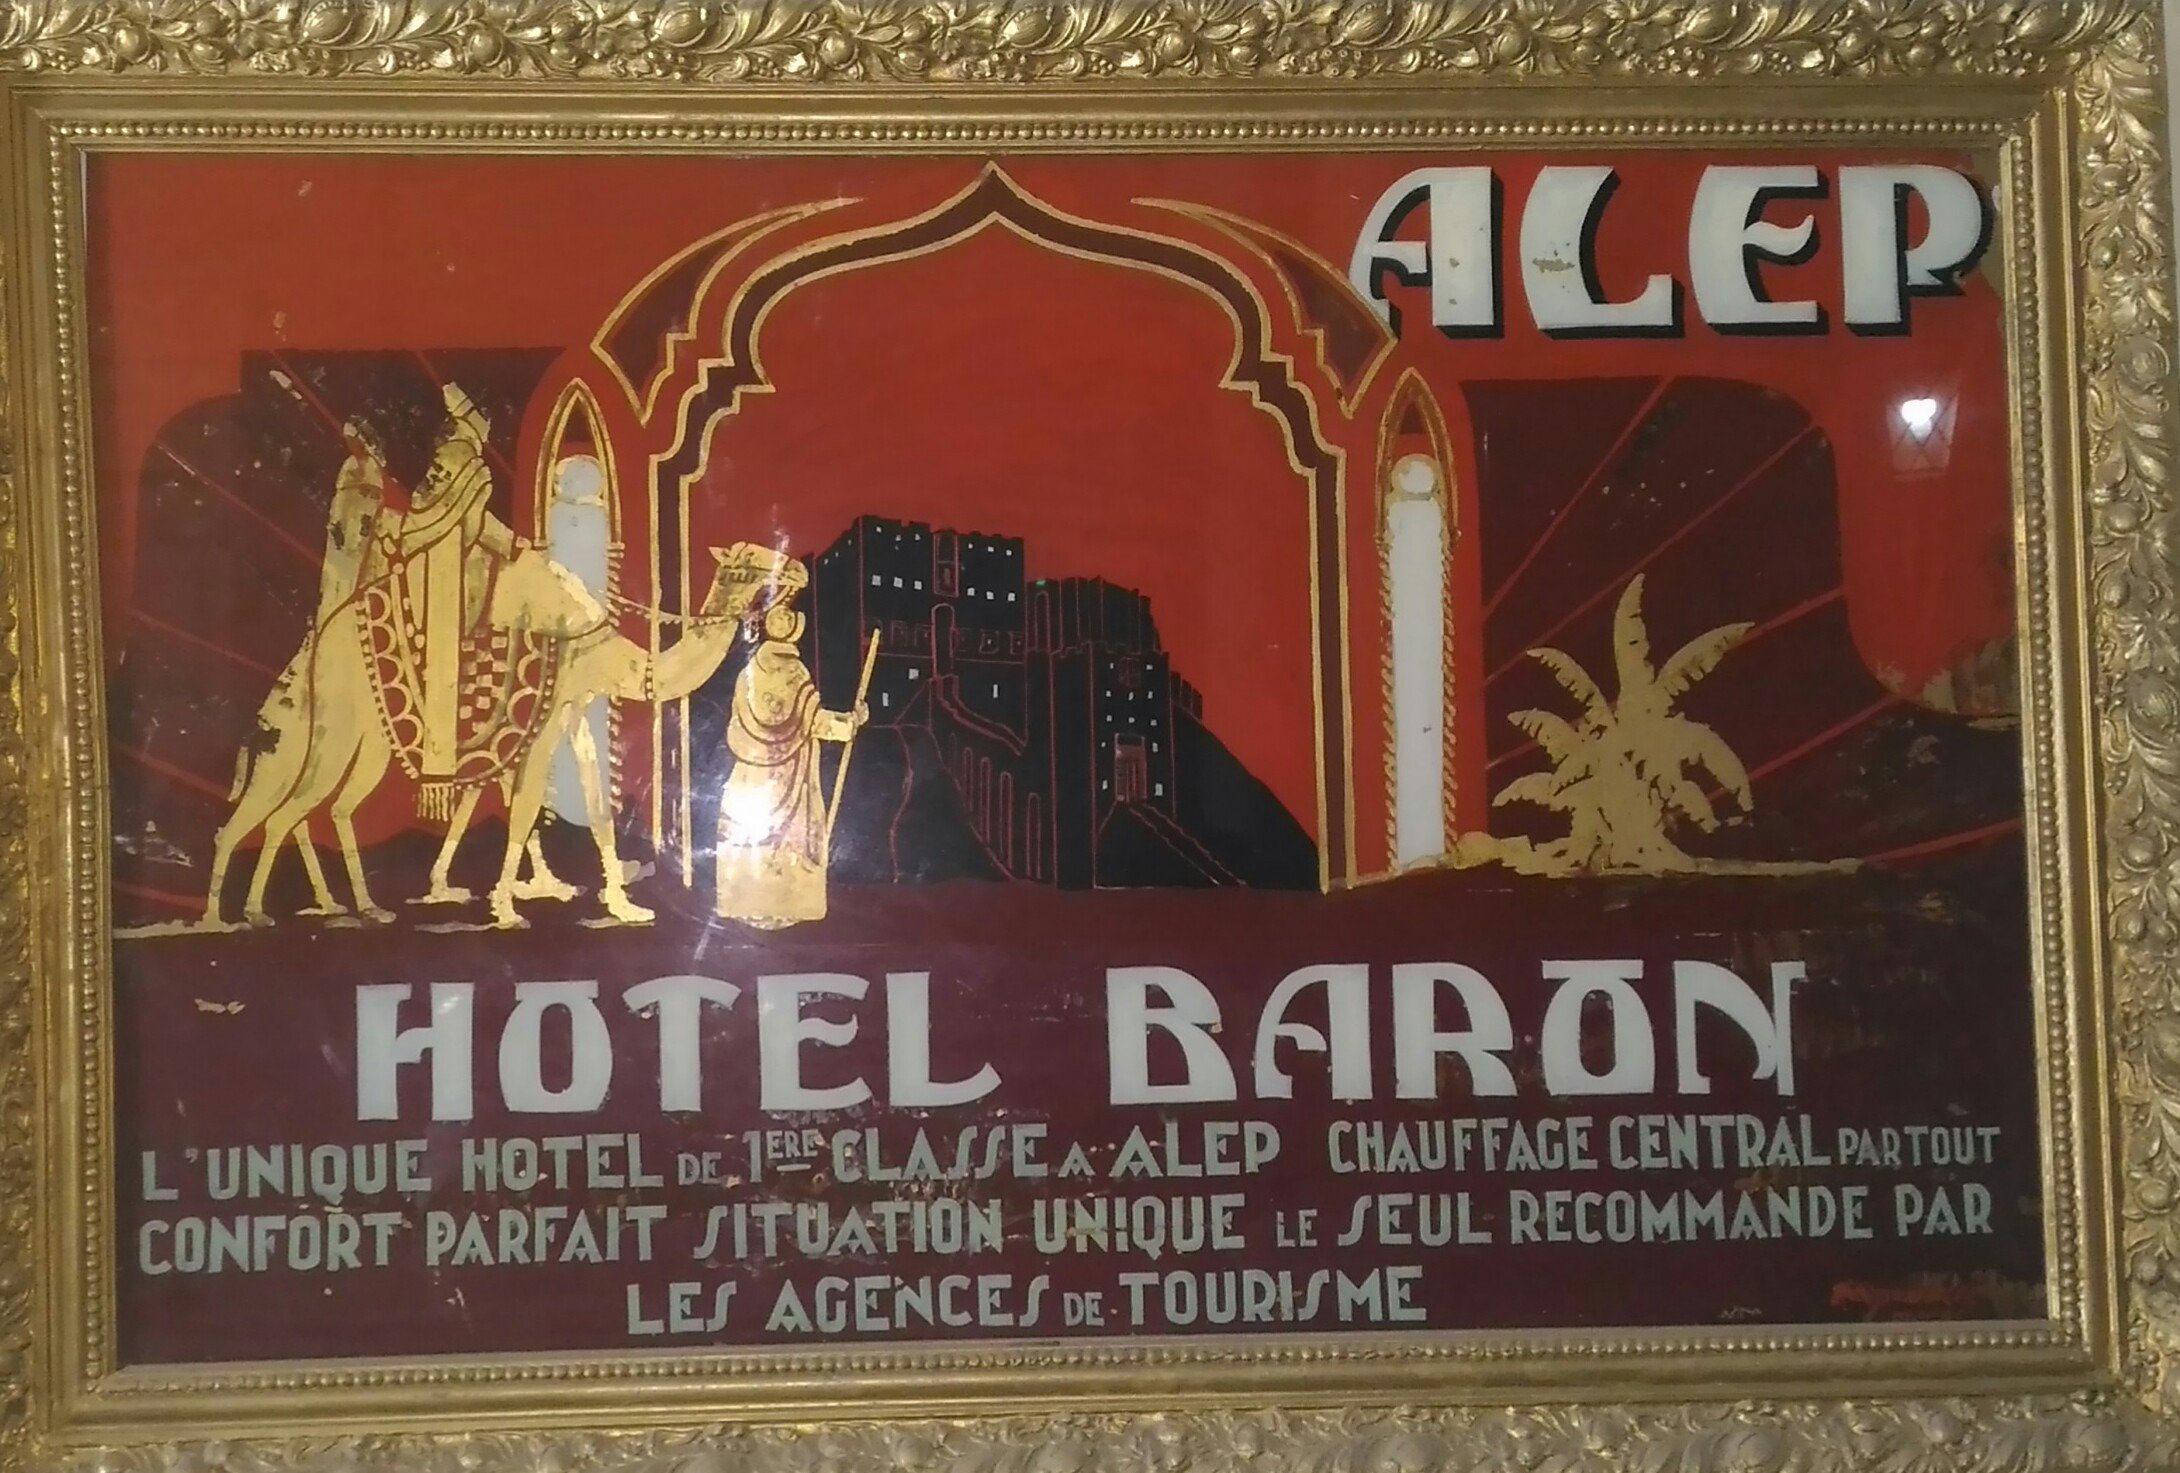 ALEP
HOTEL BARON
L'UNIQUE HOTEL DE 1ERE CLASSE A ALEP CHAUFFAGE CENTRAL PARTOUT
CONFORT PARFAIT SITUATION UNIQUE LE SEUL RECOMMANDE PAR
LES AGENCES DE TOURISME